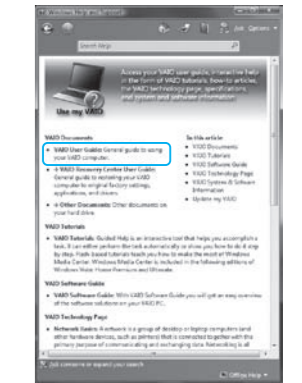 Windows Help and Support
Ask Options
Search Help
Access your VAIO user guide, interactive help
in the form of VAIO tutorials, how-to articles,
the VAIO technology page, specifications
and system and software information
Use my VAIO
VAIO Documents
VAIO User Guide: General guide to using
your VAIO computer.
VAIO Recovery Center User Guide:
General guide to restoring your VAIO
computer to original factory settings,
applications, and drivers.
Other Documents: Other documents on
your hard drive.
In this article
VAIO Documents
VAIO Tutorials
VAIO Software Guide
VAIO Technology Page
VAIO System & Software
Information
Update my VAIO
VAIO Tutorials
VAIO Tutorials: Guided Help is an interactive tool that helps you accomplish a
task. It can either perform the task automatically or show you how to do it step
by step. Flash based tutorials teach you how to make the most of Windows
Media Center. Windows Media Center is included in the following editions of
Windows Vista: Home Premium and Ultimate.
VAIO Software Guide
VAIO Software Guide: With VAIO Software Guide you will get an easy overview
of the software solutions on your VAIO PC.
VAIO Technology Page
Network Basics: A network is a group of desktop or laptop computers (and
other hardware devices, such as printers) that is connected together with the
primary purpose of communicating and exchanging data. Networking is all
Ask someone or expand your search
Offline Help